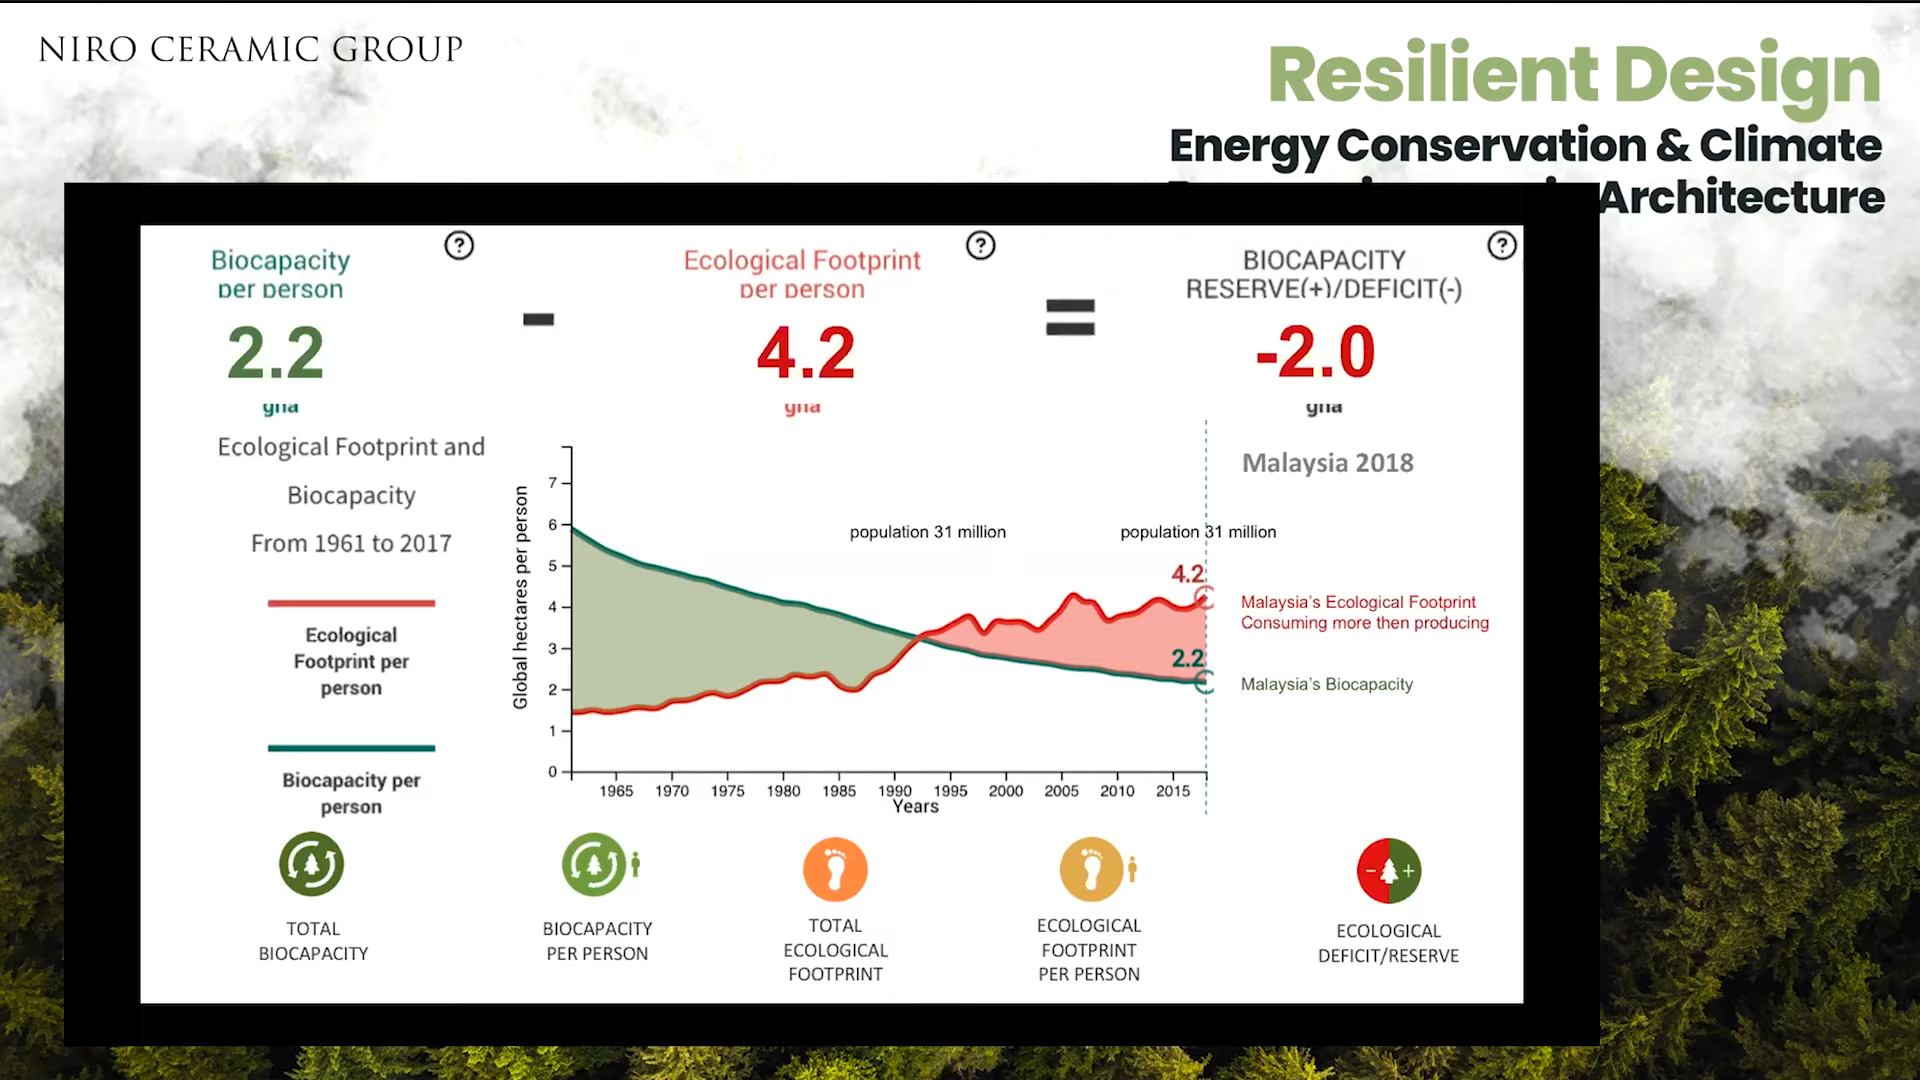 NIRO CERAMIC GROUP
Resilient Design
Energy Conservation & Climate
Architecture
Biocapacity
per person
2.2
gha
-
Ecological Footprint
per person
4.2
gha
=
BIOCAPACITY
RESERVE(+)/DEFICIT(-)
-2.0
gha
?
?
?
Ecological Footprint and
Biocapacity
From 1961 to 2017
Ecological
Footprint per
person
Biocapacity per
person
Global hectares per person
7
6
5
4
3
2
1
0
1965 1970 1975 1980 1985 1990 1995 2000 2005 2010 2015
Years
population 31 million
population 31 million
4.2
2.2
Malaysia 2018
Malaysia's Ecological Footprint
Consuming more then producing
Malaysia's Biocapacity
TOTAL
BIOCAPACITY
BIOCAPACITY
PER PERSON
TOTAL
ECOLOGICAL
FOOTPRINT
ECOLOGICAL
FOOTPRINT
PER PERSON
- +
ECOLOGICAL
DEFICIT/RESERVE